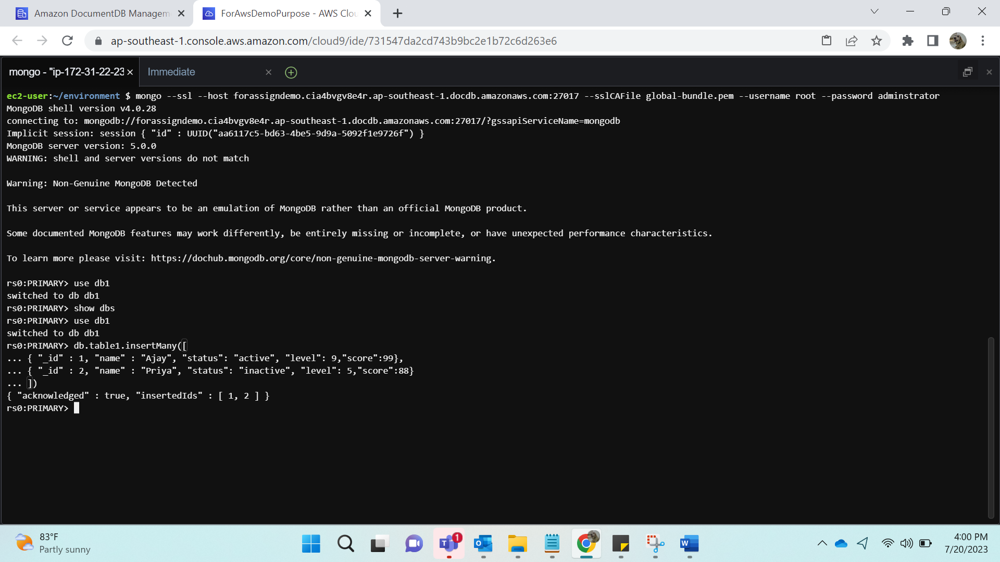 Amazon DocumentDB Managem
ForAwsDemoPurpose - AWS Clou
ap-southeast-1.console.aws.amazon.com/cloud9/ide/731547da2cd743b9bc2e1b72c6d263e6
mongo - "ip-172-31-22-23
Immediate
ec2-user:~/environment $ mongo --ssl --host forassigndemo.cia4bvgv8e4r.ap-southeast-1.docdb.amazonaws.com:27017 --sslCAFile global-bundle.pem --username root --password adminstrator
MongoDB shell version v4.0.28
connecting to: mongodb://forassigndemo.cia4bvgv8e4r.ap-southeast-1.docdb.amazonaws.com:27017/?gssapiServiceName=mongodb
Implicit session: session { "id" : UUID("aa6117c5-bd63-4be5-9d9a-5092f1e9726f") }
MongoDB server version: 5.0.0
WARNING: shell and server versions do not match
Warning: Non-Genuine MongoDB Detected
This server or service appears to be an emulation of MongoDB rather than an official MongoDB product.
Some documented MongoDB features may work differently, be entirely missing or incomplete, or have unexpected performance characteristics.
To learn more please visit: https://dochub.mongodb.org/core/non-genuine-mongodb-server-warning.
rs0:PRIMARY> use db1
switched to db db1
rs0:PRIMARY> show dbs
rs0:PRIMARY> use db1
switched to db db1
rs0:PRIMARY> db.table1.insertMany([
... { "_id" : 1, "name" : "Ajay", "status": "active", "level": 9,"score":99},
... { "_id" : 2, "name" : "Priya", "status": "inactive", "level": 5,"score":88}
... ])
{ "acknowledged" : true, "insertedIds" : [ 1, 2 ] }
rs0:PRIMARY>
83°F
Partly sunny
1
4:00 PM
7/20/2023